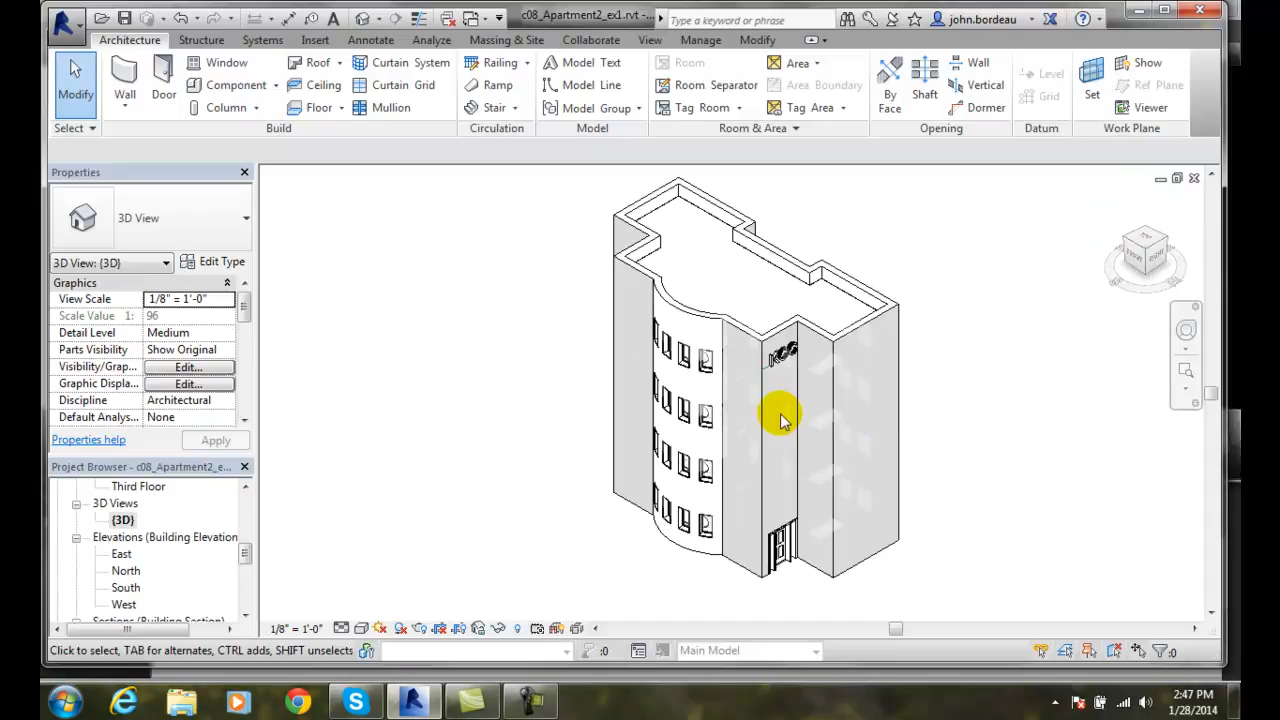 c08_Apartment2_ex1.rvt -...
Type a keyword or phrase
john.bordeau
Architecture Structure Systems Insert Annotate Analyze Massing & Site Collaborate View Manage Modify
Modify
Wall
Door
Window
Component
Column
Roof
Ceiling
Floor
Curtain System
Curtain Grid
Mullion
Railing
Ramp
Stair
Model Text
Model Line
Model Group
Room
Room Separator
Tag Room
Area
Area Boundary
Tag Area
By Face
Shaft
Wall
Vertical
Dormer
Level
Grid
Set
Show
Ref Plane
Viewer
Select Build Circulation Model Room & Area Opening Datum Work Plane
Properties
3D View
3D View: {3D} Edit Type
Graphics
View Scale 1/8" = 1'-0"
Scale Value 1: 96
Detail Level Medium
Parts Visibility Show Original
Visibility/Grap... Edit...
Graphic Displa... Edit...
Discipline Architectural
Default Analys... None
Properties help Apply
Project Browser - c08_Apartment2_e...
Third Floor
3D Views
{3D}
Elevations (Building Elevation
East
North
South
West
Sections (Building Section)
KCS
TOP
FRONT
RIGHT
1/8" = 1'-0"
Click to select, TAB for alternates, CTRL adds, SHIFT unselects
:0
Main Model
:0
2:47 PM
1/28/2014